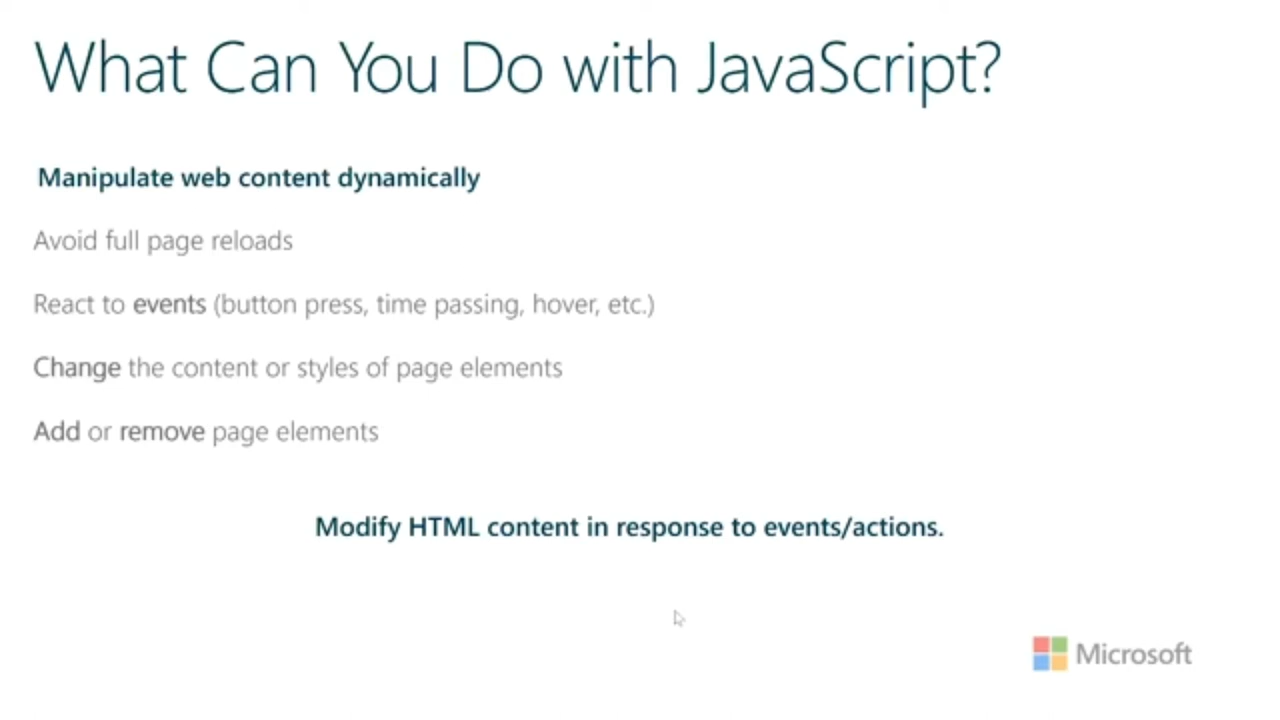 What Can You Do with JavaScript?
Manipulate web content dynamically
Avoid full page reloads
React to events (button press, time passing, hover, etc.)
Change the content or styles of page elements
Add or remove page elements
Modify HTML content in response to events/actions.
Microsoft